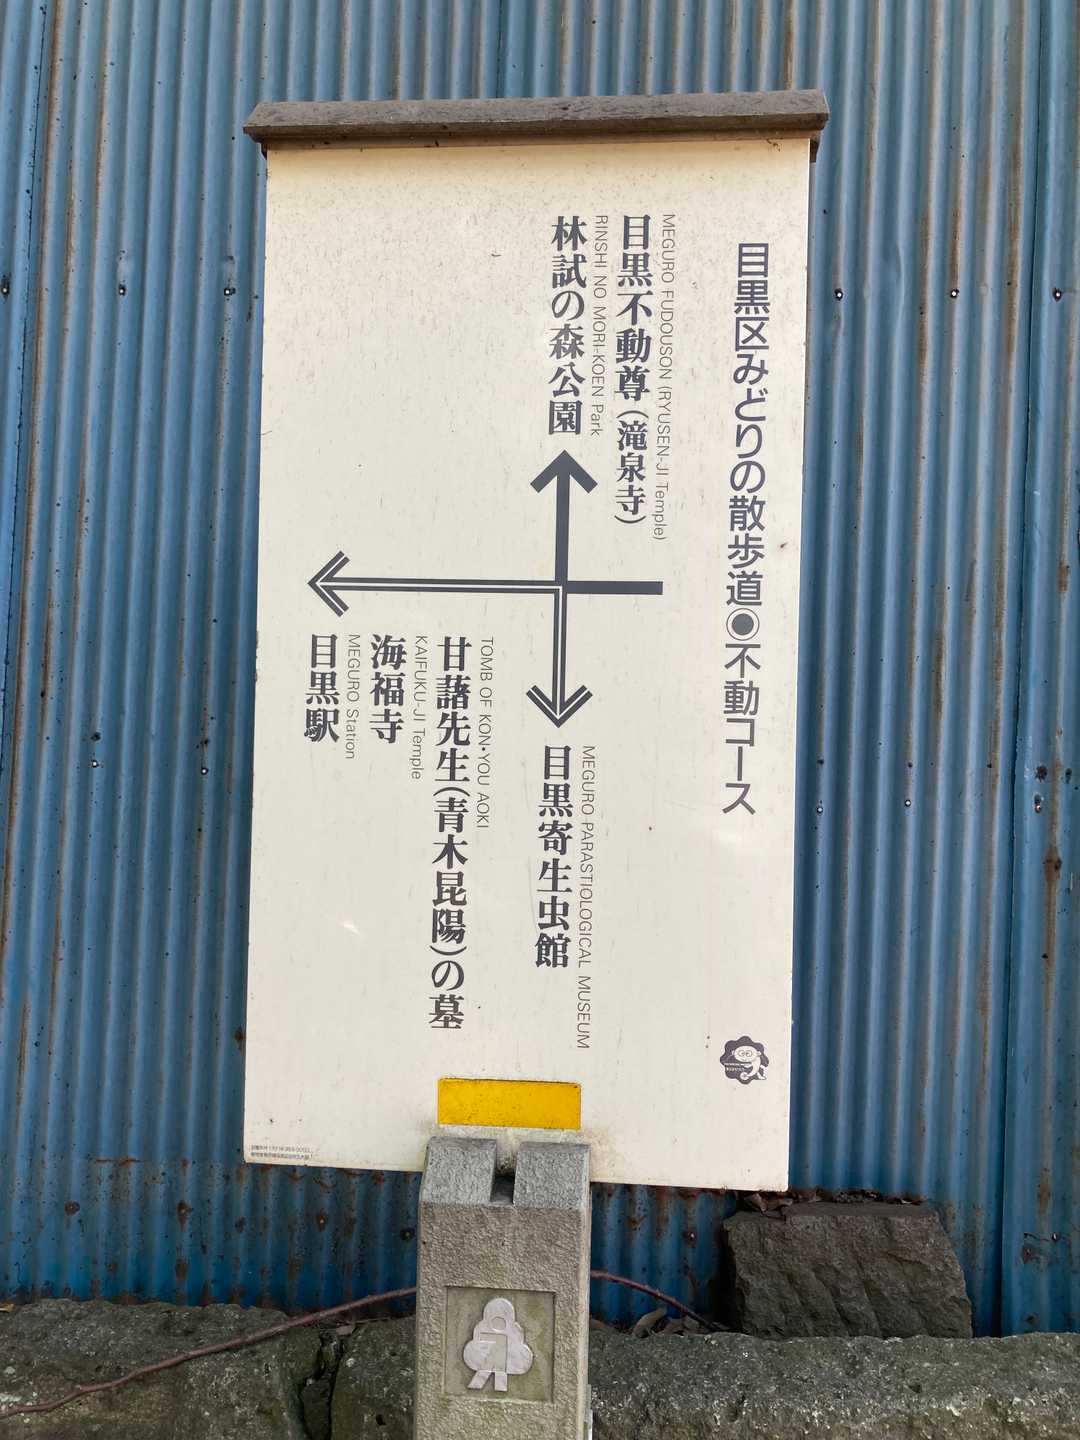 目黒区みどりの散歩道◉不動コース
MEGURO FUDOUSON (RYUSEN-JI Temple)
目黒不動尊(滝泉寺)
RINSHI NO MORI-KOEN Park
林試の森公園
MEGURO PARASTIOLOGICAL MUSEUM
目黒寄生虫館
TOMB OF KON・YOU AOKI
甘藷先生(青木昆陽)の墓
KAIFUKU-JI Temple
海福寺
MEGURO Station
目黒駅